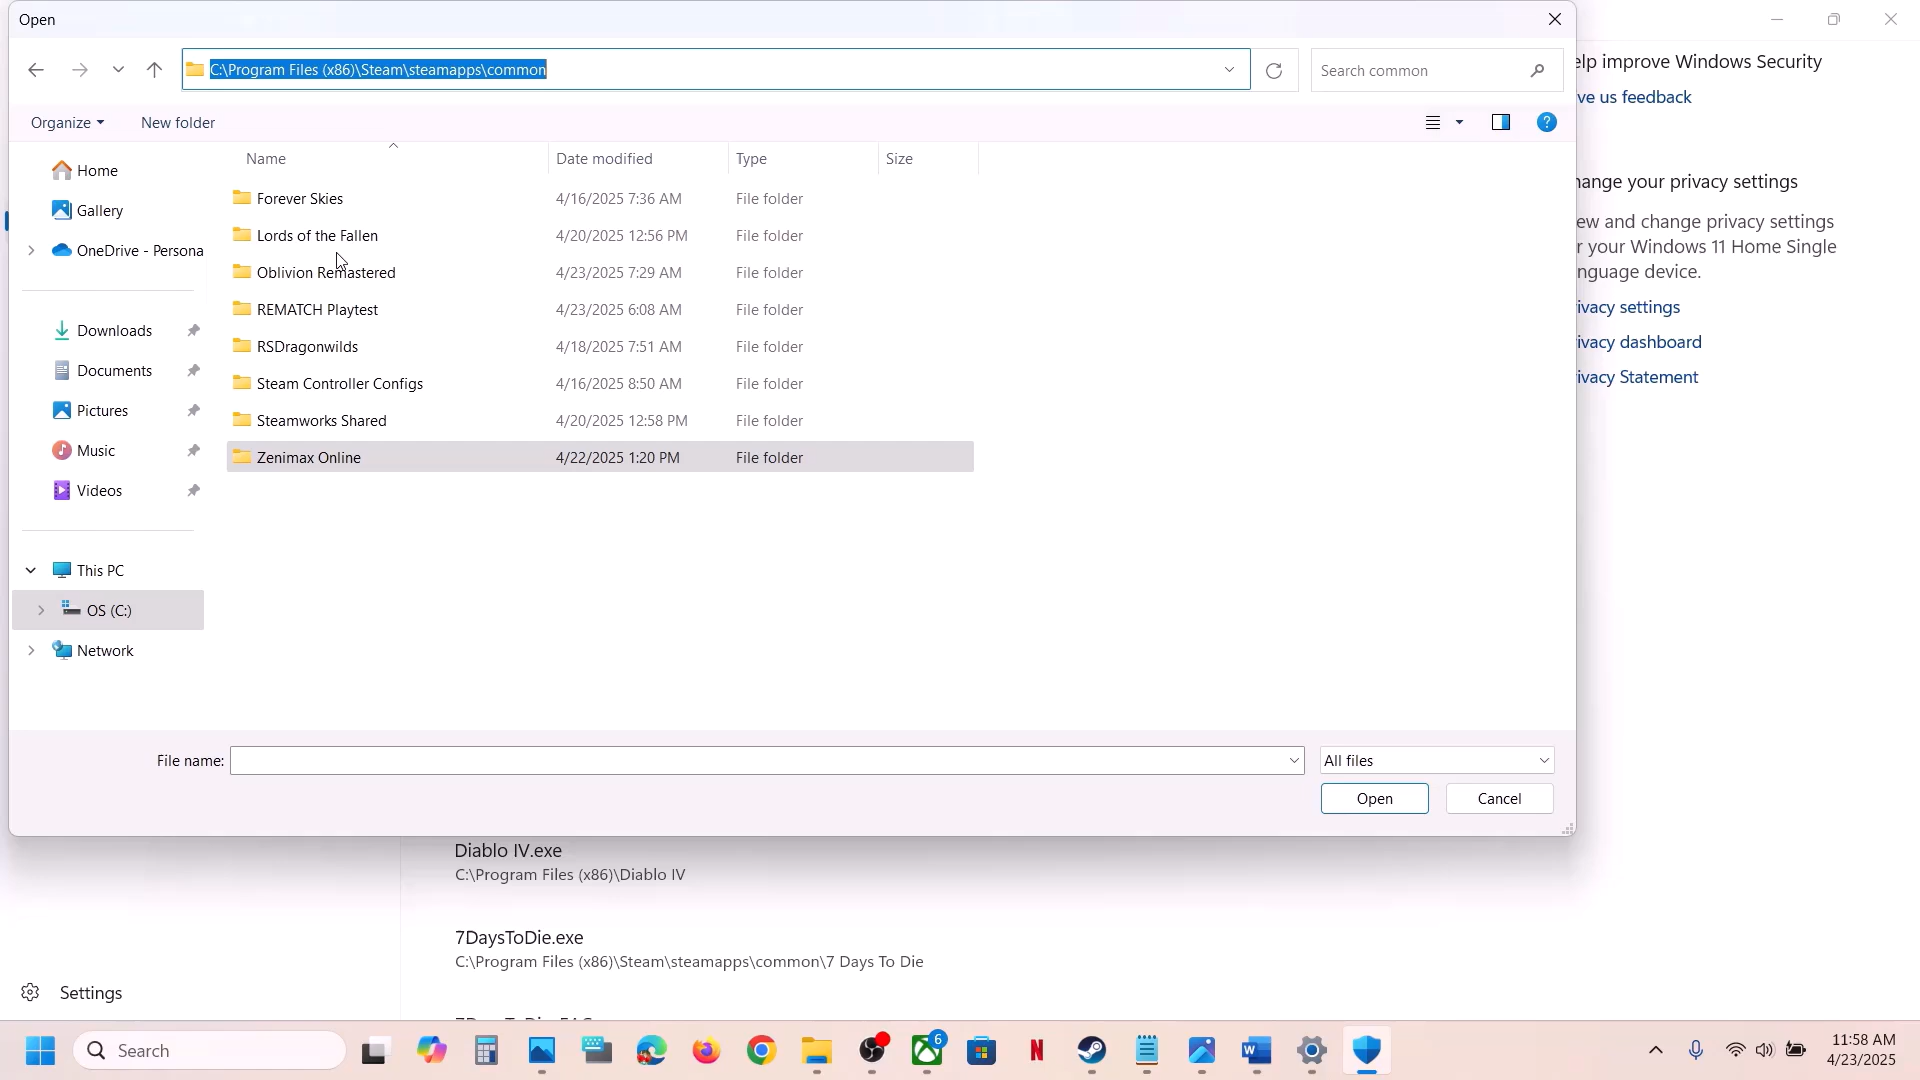 Open
C:\Program Files (x86)\Steam\steamapps\common
Search common
Organize
New folder
Name
Date modified
Type
Size
Home
Gallery
OneDrive - Persona
Downloads
Documents
Pictures
Music
Videos
This PC
OS (C:)
Network
Forever Skies 4/16/2025 7:36 AM File folder
Lords of the Fallen 4/20/2025 12:56 PM File folder
Oblivion Remastered 4/23/2025 7:29 AM File folder
REMATCH Playtest 4/23/2025 6:08 AM File folder
RSDragonwilds 4/18/2025 7:51 AM File folder
Steam Controller Configs 4/16/2025 8:50 AM File folder
Steamworks Shared 4/20/2025 12:58 PM File folder
Zenimax Online 4/22/2025 1:20 PM File folder
File name:
All files
Open
Cancel
elp improve Windows Security
ve us feedback
hange your privacy settings
ew and change privacy settings
r your Windows 11 Home Single
nguage device.
ivacy settings
ivacy dashboard
ivacy Statement
Diablo IV.exe
C:\Program Files (x86)\Diablo IV
7DaysToDie.exe
C:\Program Files (x86)\Steam\steamapps\common\7 Days To Die
Settings
Search
6
11:58 AM
4/23/2025